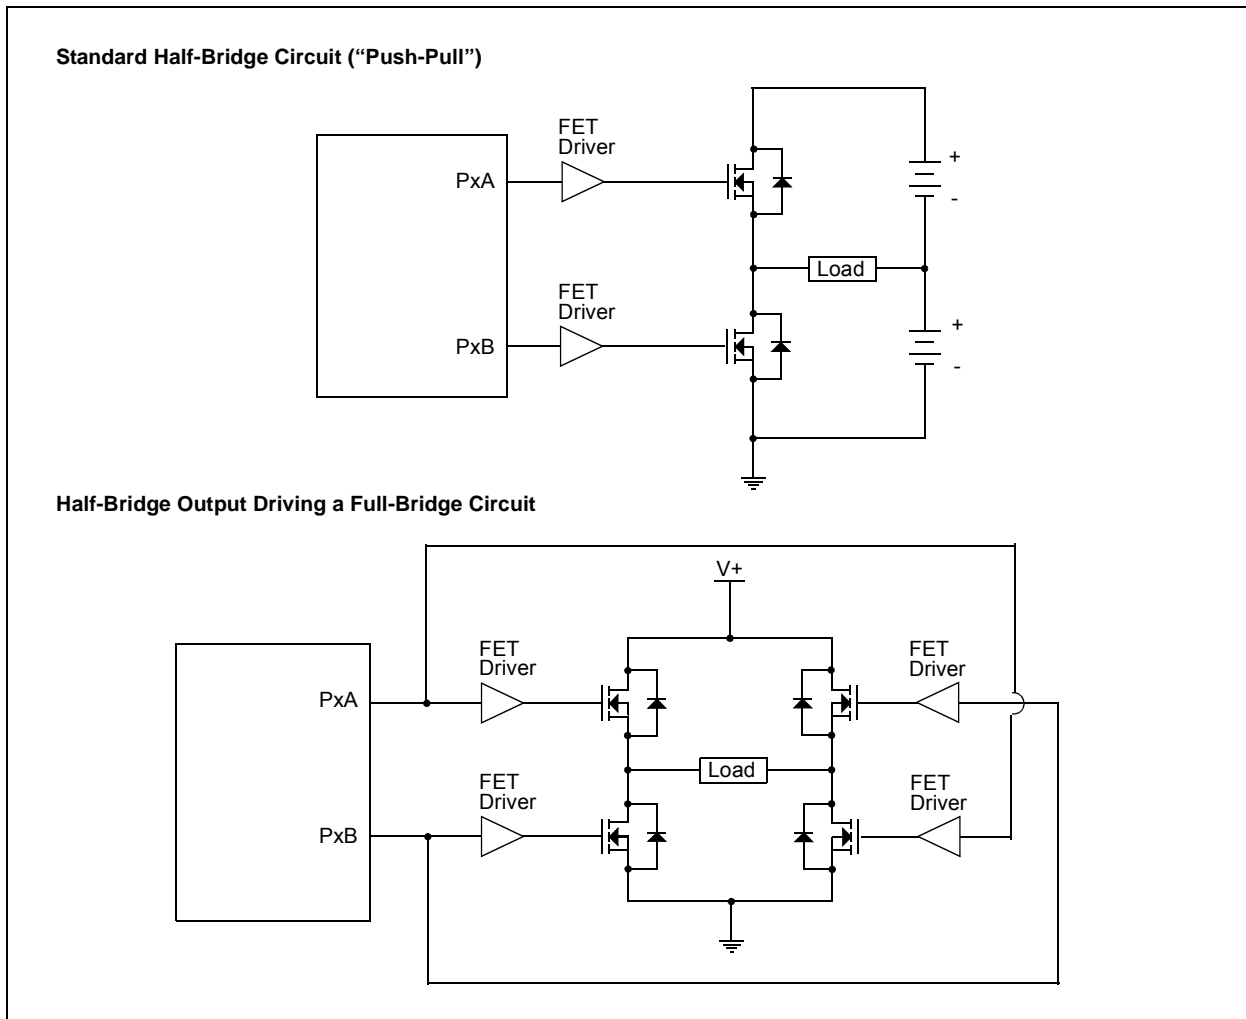 Standard Half-Bridge Circuit (“Push-Pull”)
FET
Driver
PxA
+
-
Load
FET
Driver
PxB
+
-
Half-Bridge Output Driving a Full-Bridge Circuit
V+
FET
Driver
FET
Driver
PxA
Load
FET
Driver
FET
Driver
PxB